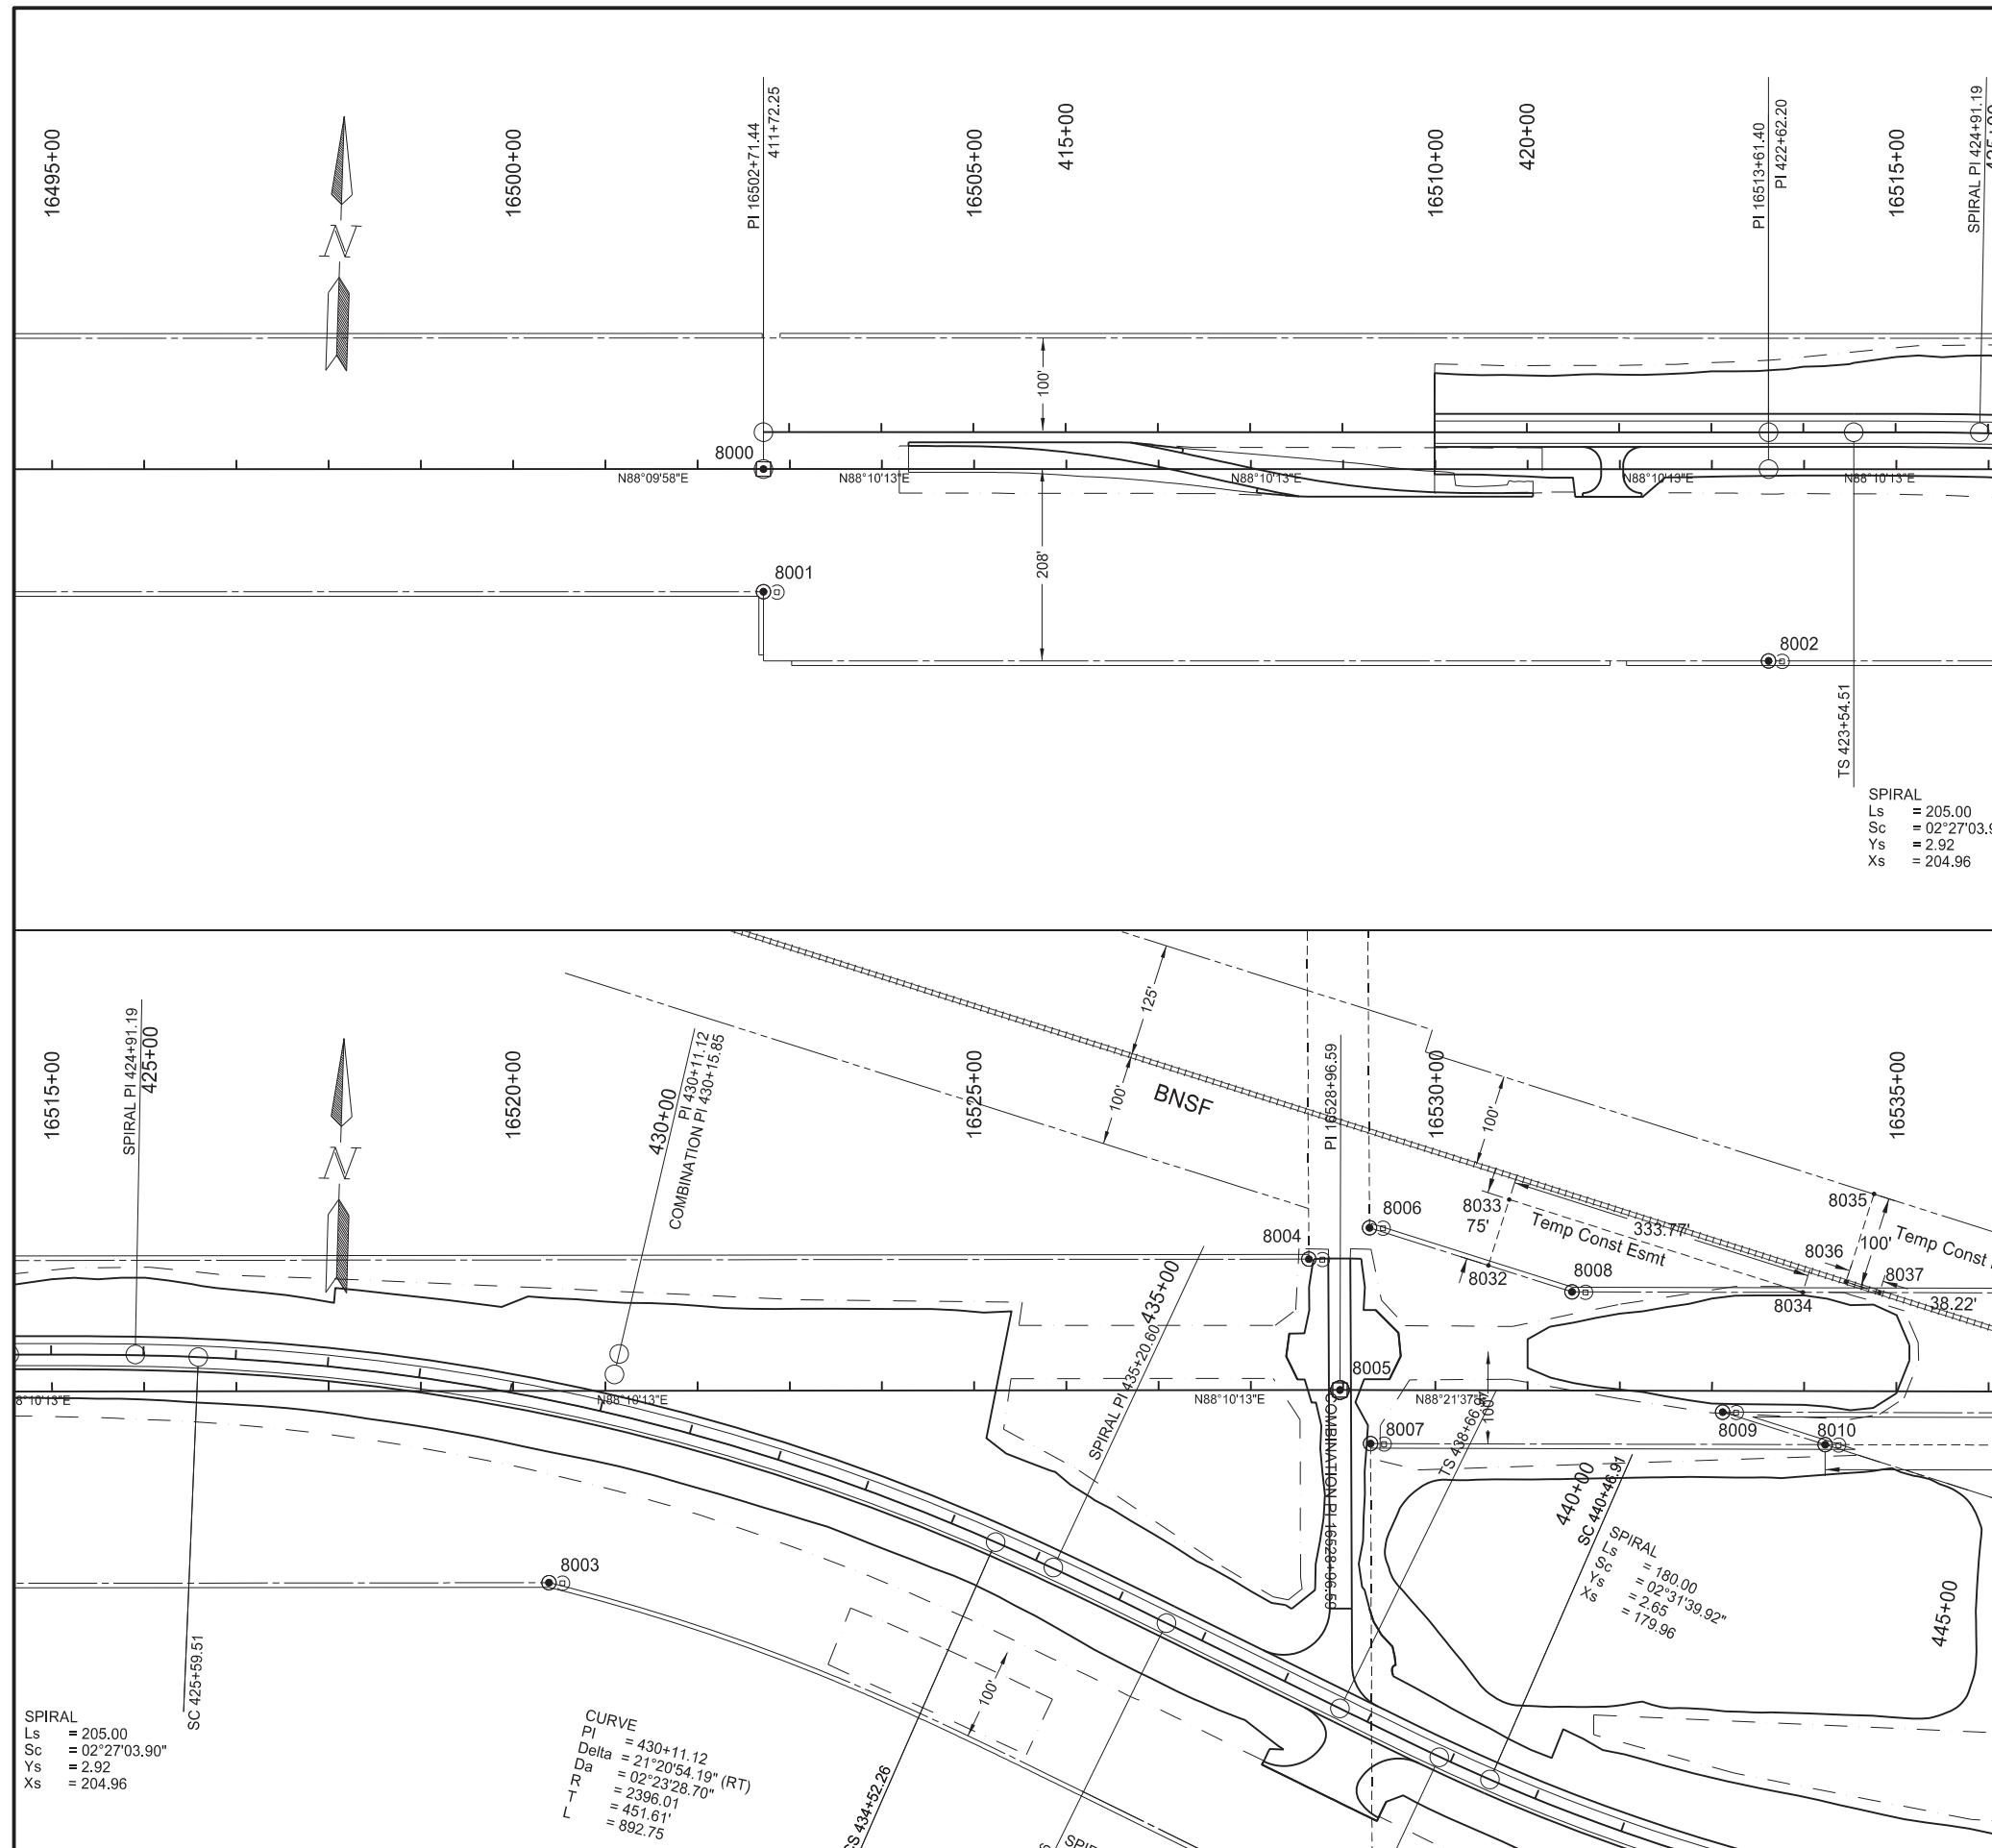 16495+00
16500+00
PI 16502+71.44
411+72.25
16505+00
415+00
16510+00
420+00
PI 16513+61.40
PI 422+62.20
16515+00
SPIRAL PI 424+91.19
N
100'
8000
N88°09'58"E
N88°10'13"E
N88°10'13"E
N88°10'13"E
N88°10'13"E
208'
8001
8002
TS 423+54.51
SPIRAL
Ls = 205.00
Sc = 02°27'03.9
Ys = 2.92
Xs = 204.96
16515+00
SPIRAL PI 424+91.19
425+00
16520+00
430+00
PI 430+11.12
COMBINATION PI 430+15.85
16525+00
125'
100'
BNSF
PI 16528+96.59
16530+00
100'
16535+00
N
8004
8006
8033
75'
8032
Temp Const Esmt
333.77'
8035
8036
100'
Temp Const
8037
38.22'
8008
8034
435+00
SPIRAL PI 435+20.60
8005
8°10'13"E
N88°10'13"E
N88°10'13"E
N88°21'37"E
100'
COMBINATION PI 16528+96.59
8007
8009
8010
8003
440+00
SC 440+46.91
SPIRAL
Ls = 180.00
Sc = 02°31'39.92"
Ys = 2.65
Xs = 179.96
445+00
SC 425+59.51
100'
SPIRAL
Ls = 205.00
Sc = 02°27'03.90"
Ys = 2.92
Xs = 204.96
CURVE
PI = 430+11.12
Delta = 21°20'54.19" (RT)
Da = 02°23'28.70"
R = 2396.01
T = 451.61'
L = 892.75
CS 434+52.26